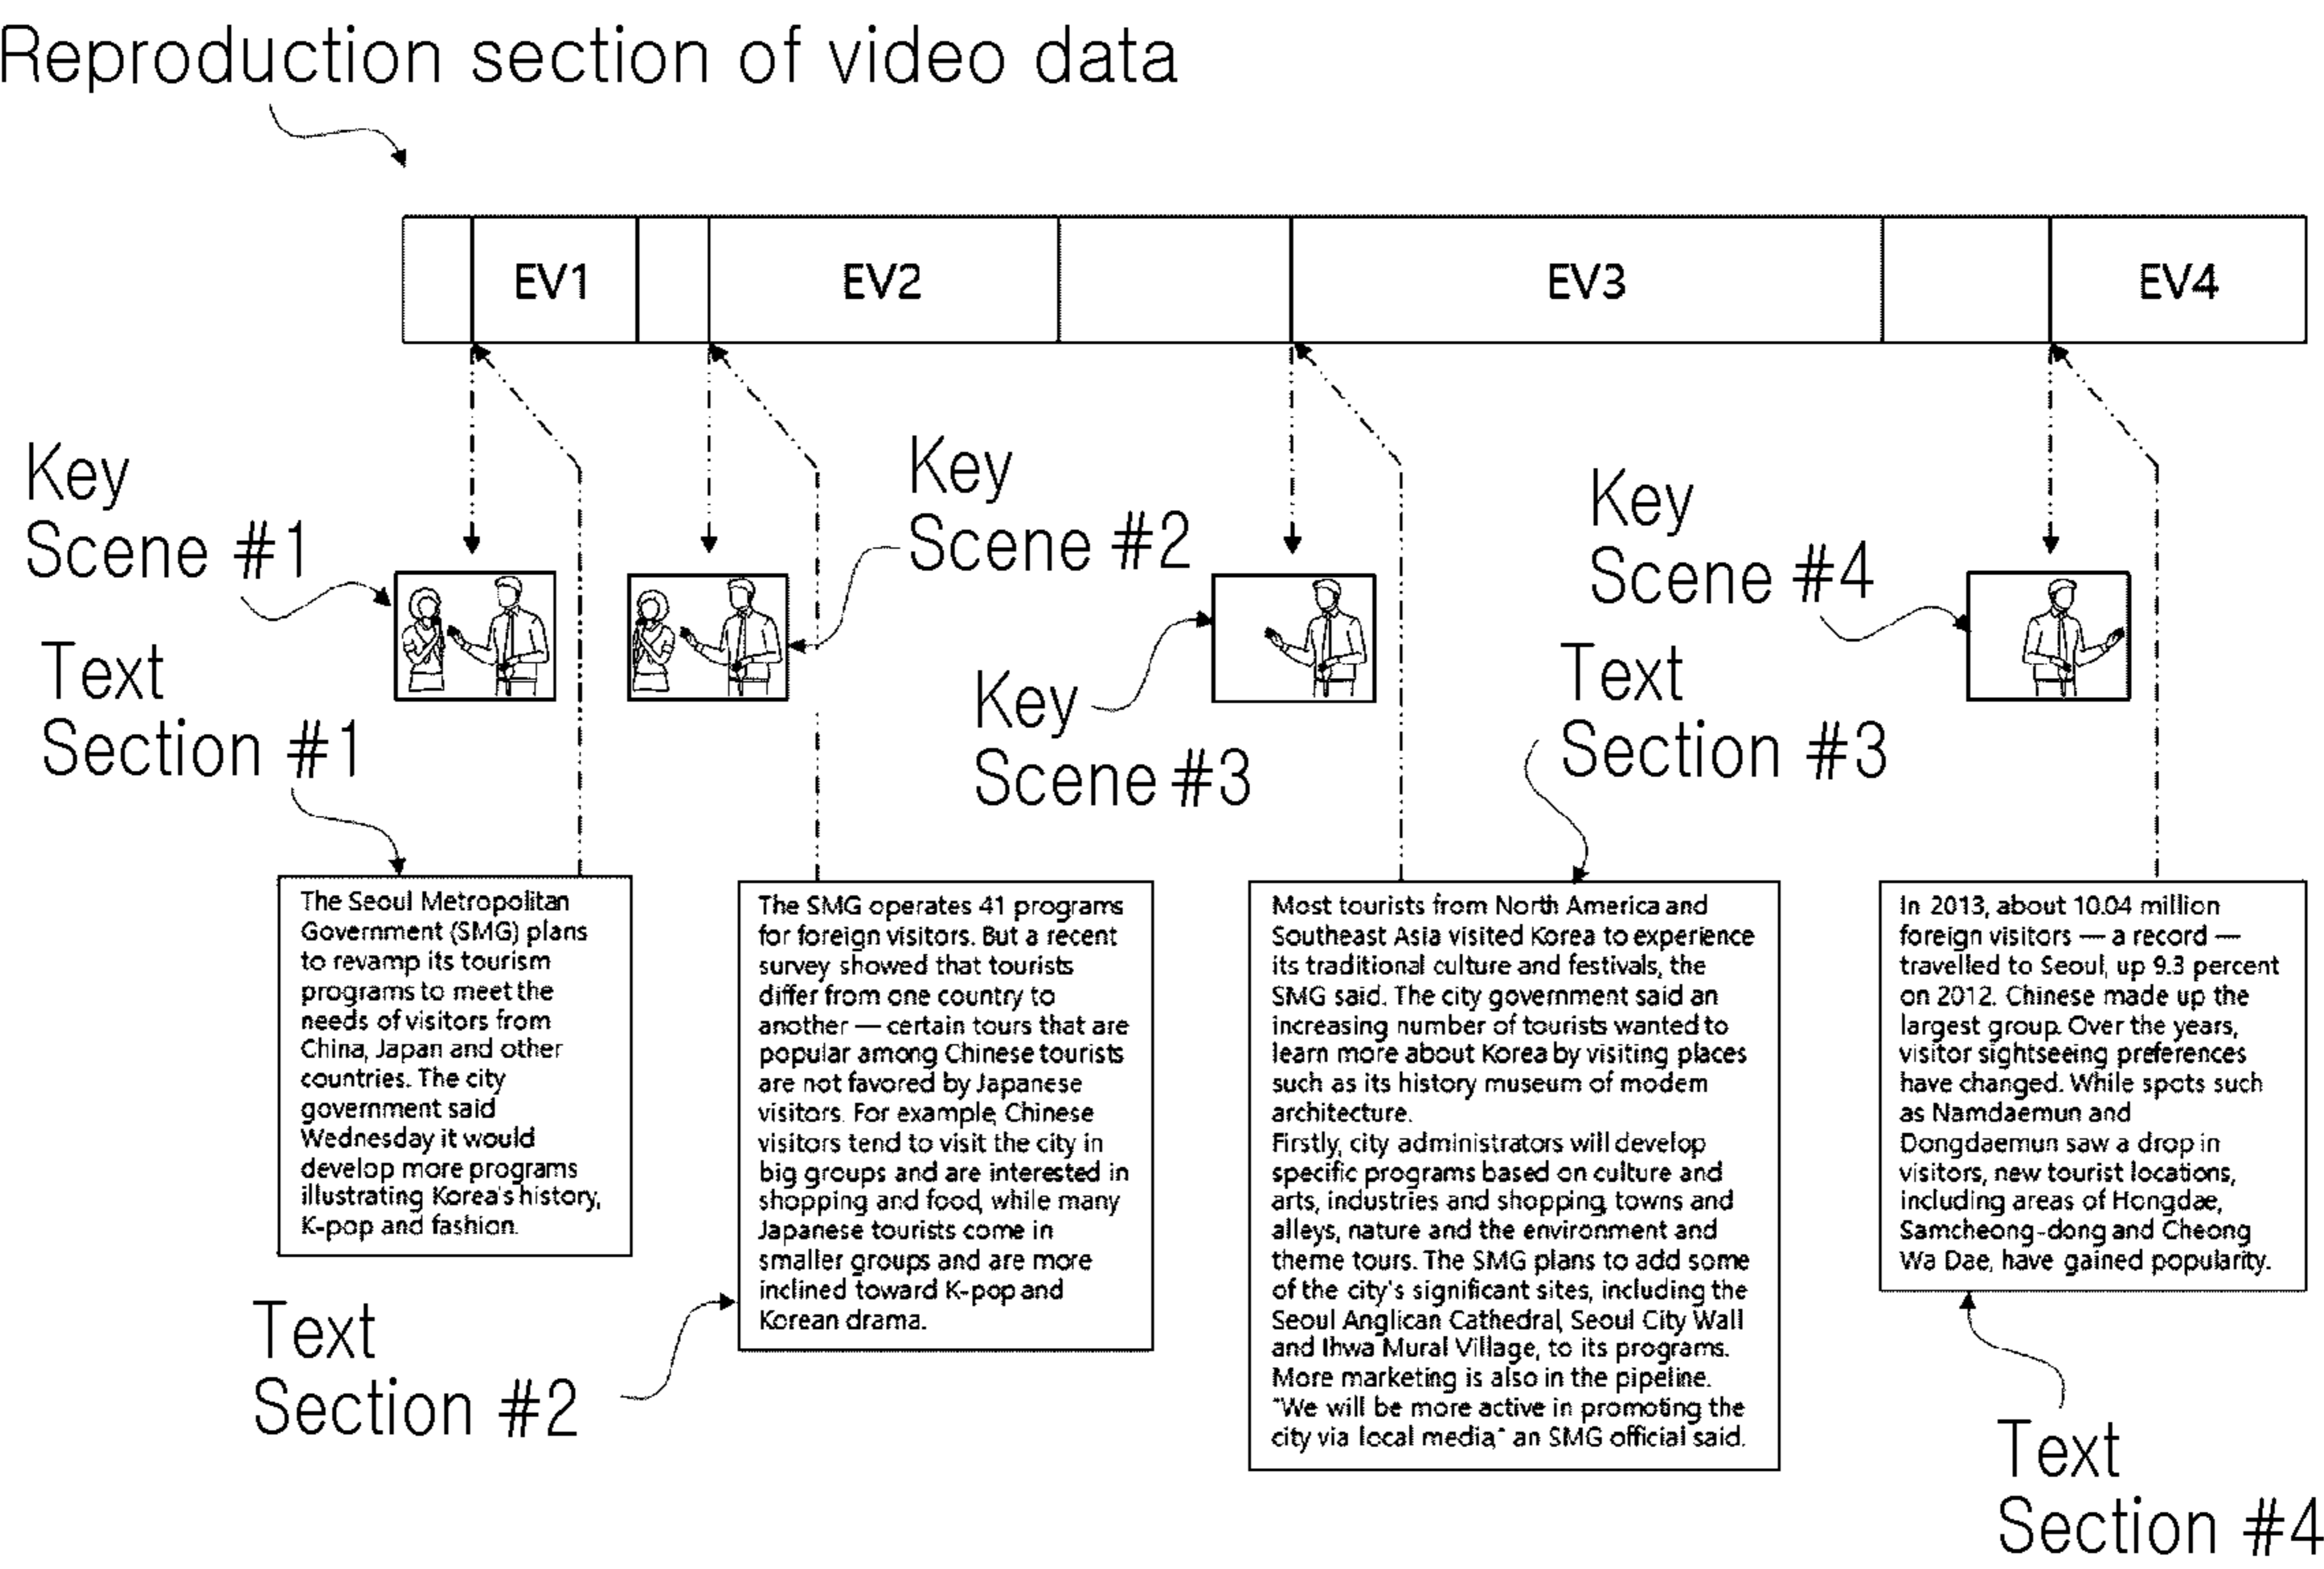 Reproduction section of video data
EV1
EV2
EV3
EV4
Key
Scene #1
Key
Scene #2
Key
Scene #3
Key
Scene #4
Text
Section #1
The Seoul Metropolitan
Government (SMG) plans
to revamp its tourism
programs to meet the
needs of visitors from
China, Japan and other
countries. The city
government said
Wednesday it would
develop more programs
illustrating Korea's history,
K-pop and fashion.
Text
Section #2
The SMG operates 41 programs
for foreign visitors. But a recent
survey showed that tourists
differ from one country to
another — certain tours that are
popular among Chinese tourists
are not favored by Japanese
visitors. For example, Chinese
visitors tend to visit the city in
big groups and are interested in
shopping and food, while many
Japanese tourists come in
smaller groups and are more
inclined toward K-pop and
Korean drama.
Text
Section #3
Most tourists from North America and
Southeast Asia visited Korea to experience
its traditional culture and festivals, the
SMG said. The city government said an
increasing number of tourists wanted to
learn more about Korea by visiting places
such as its history museum of modern
architecture.
Firstly, city administrators will develop
specific programs based on culture and
arts, industries and shopping, towns and
alleys, nature and the environment and
theme tours. The SMG plans to add some
of the city's significant sites, including the
Seoul Anglican Cathedral, Seoul City Wall
and Ihwa Mural Village, to its programs.
More marketing is also in the pipeline.
"We will be more active in promoting the
city via local media," an SMG official said.
In 2013, about 10.04 million
foreign visitors — a record —
travelled to Seoul, up 9.3 percent
on 2012. Chinese made up the
largest group. Over the years,
visitor sightseeing preferences
have changed. While spots such
as Namdaemun and
Dongdaemun saw a drop in
visitors, new tourist locations,
including areas of Hongdae,
Samcheong-dong and Cheong
Wa Dae, have gained popularity.
Text
Section #4